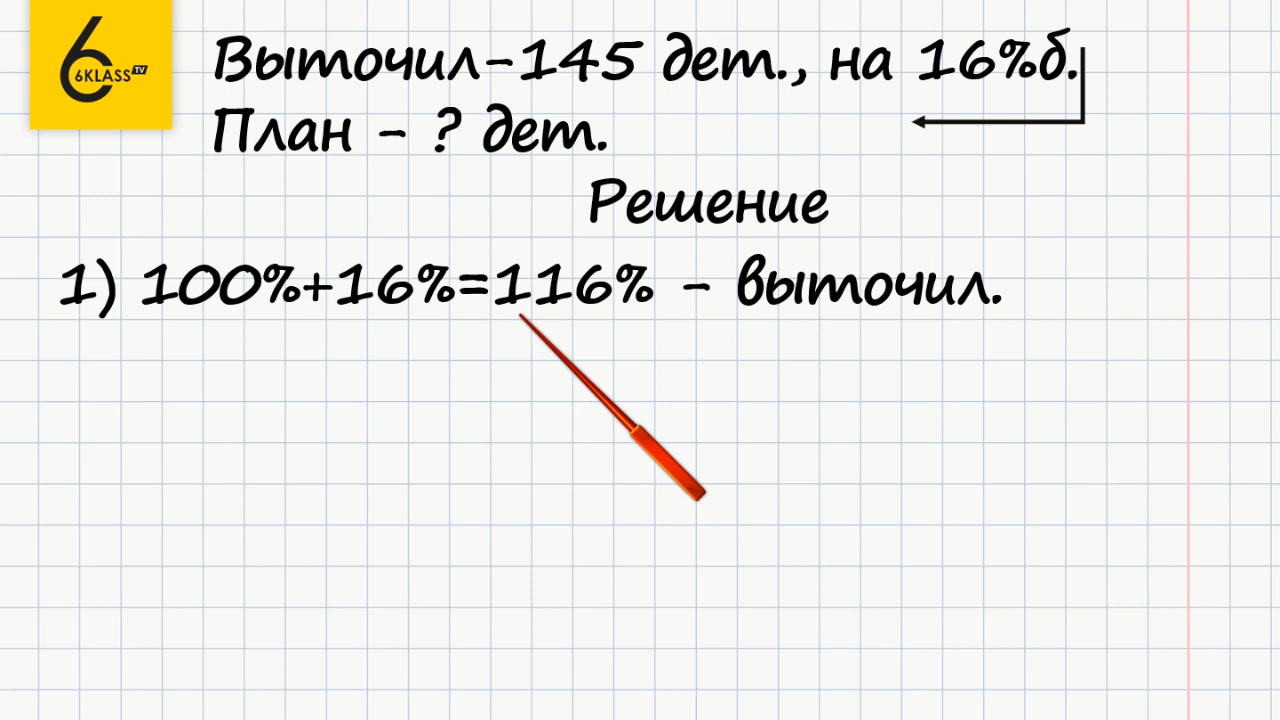 6KLASS TV
Выточил-145 дет., на 16%б.
План - ? дет.
Решение
1) 100%+16%=116% - выточил.